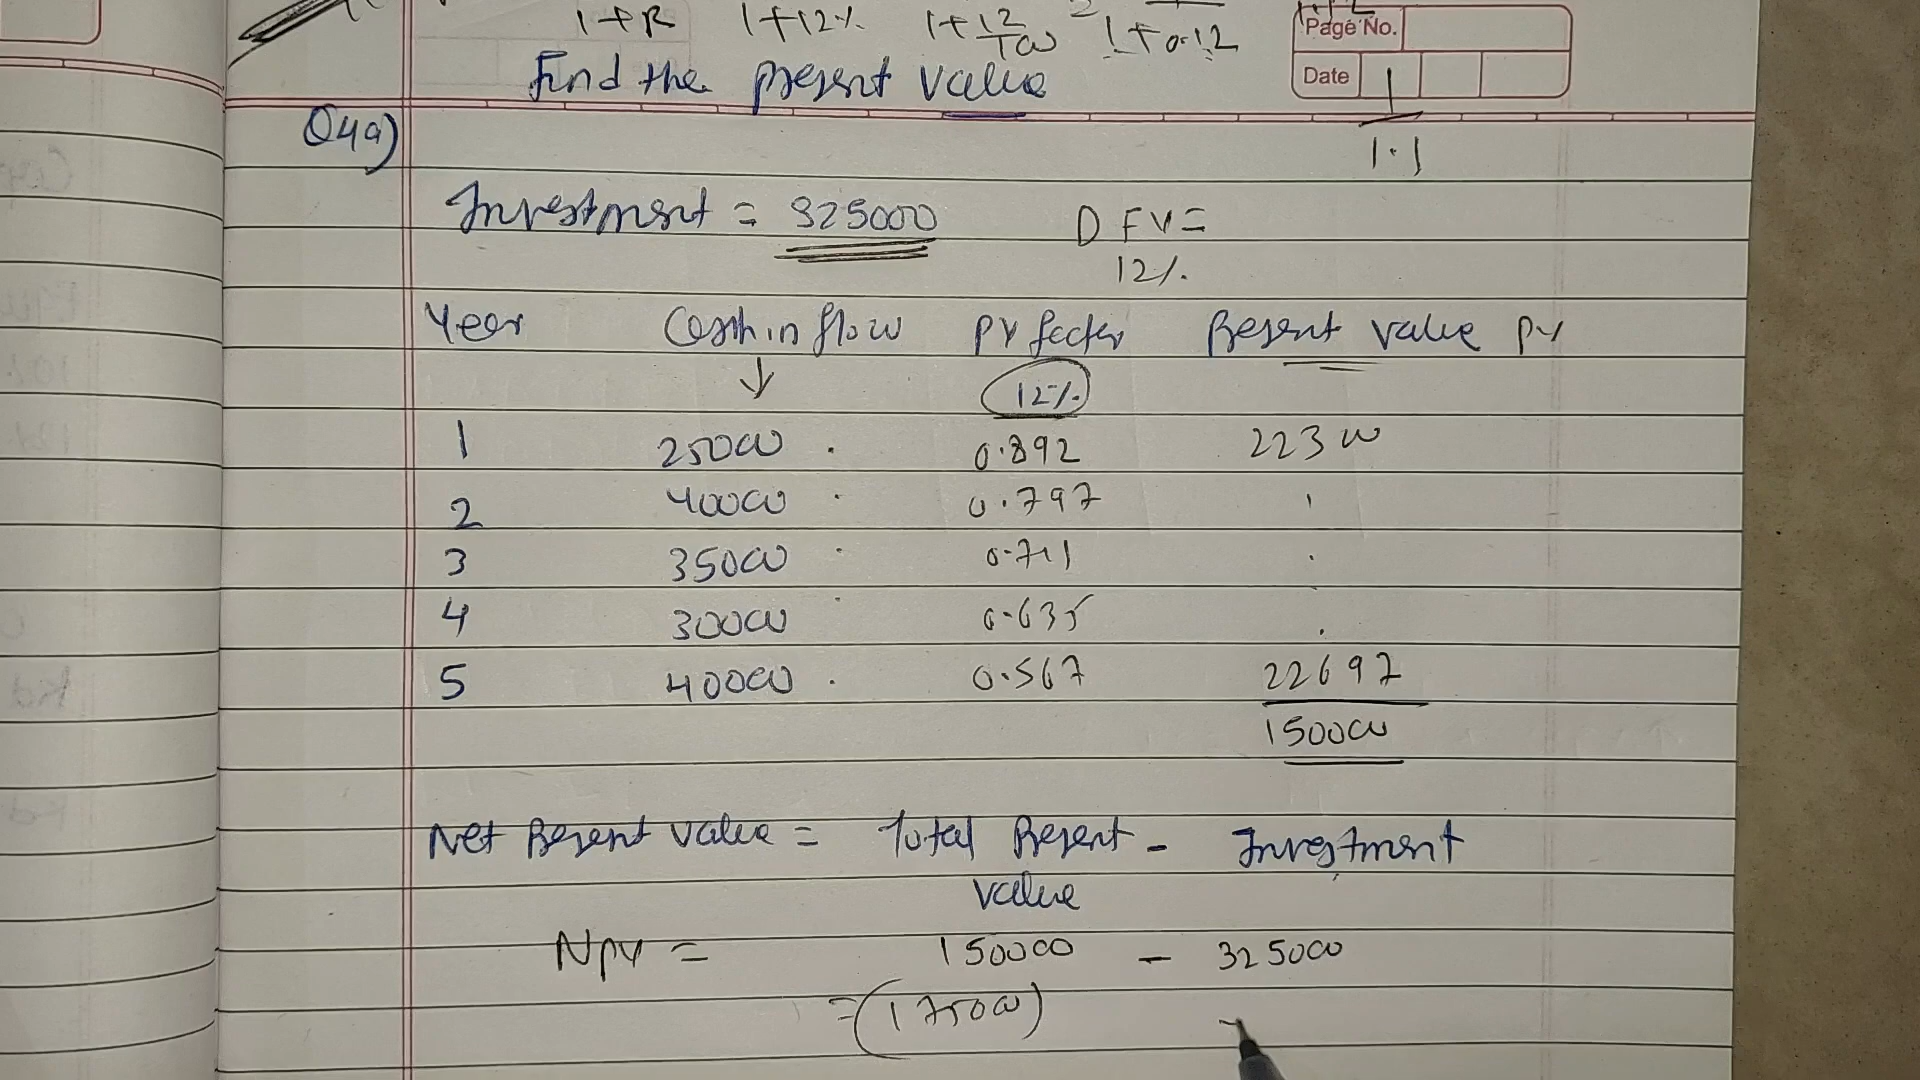 1+R 1+12% 1+12/100 = 1+0.12
Page No.
Find the present value
Date
1
1.1
Q4a)
Investment = 325000 DFV=
12%
Year Cash in flow PV factor Present value PV
↓ 12%
1 25000 0.892 22300
2 40000 0.797
3 35000 0.711
4 30000 0.635
5 40000 0.567 22697
150000
Net Present value = Total Present - Investment
value
NPV = 150000 - 325000
= (175000)